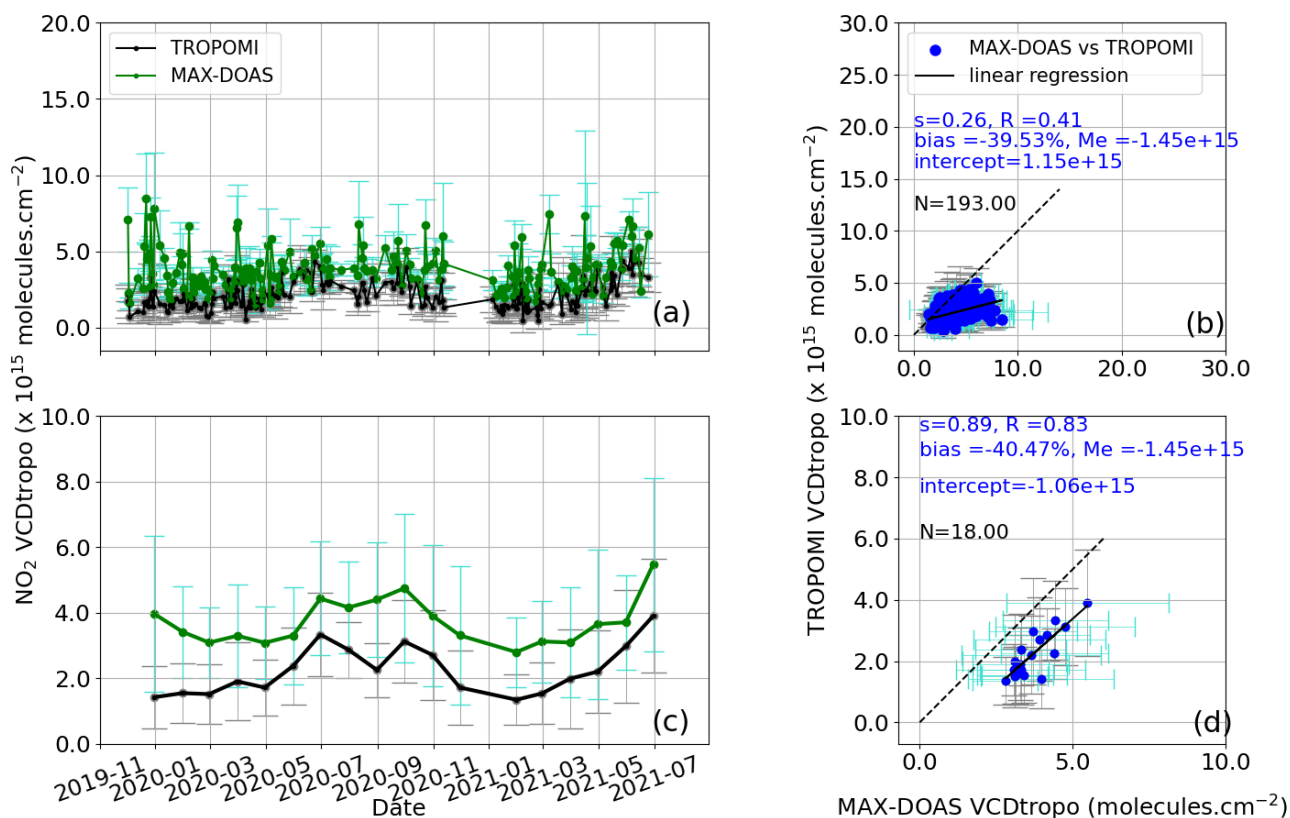 20.0
15.0
10.0
5.0
0.0
TROPOMI
MAX-DOAS
(a)
30.0
25.0
20.0
15.0
10.0
5.0
0.0
MAX-DOAS vs TROPOMI
linear regression
s=0.26, R =0.41
bias =-39.53%, Me =-1.45e+15
intercept=1.15e+15
N=193.00
(b)
0.0 10.0 20.0 30.0
NO₂ VCDtropo (x 10¹⁵ molecules.cm⁻²)
10.0
8.0
6.0
4.0
2.0
0.0
(c)
2019-11 2020-01 2020-03 2020-05 2020-07 2020-09 2020-11 2021-01 2021-03 2021-05 2021-07
Date
TROPOMI VCDtropo (x 10¹⁵ molecules.cm⁻²)
10.0
8.0
6.0
4.0
2.0
0.0
s=0.89, R =0.83
bias =-40.47%, Me =-1.45e+15
intercept=-1.06e+15
N=18.00
(d)
0.0 5.0 10.0
MAX-DOAS VCDtropo (molecules.cm⁻²)